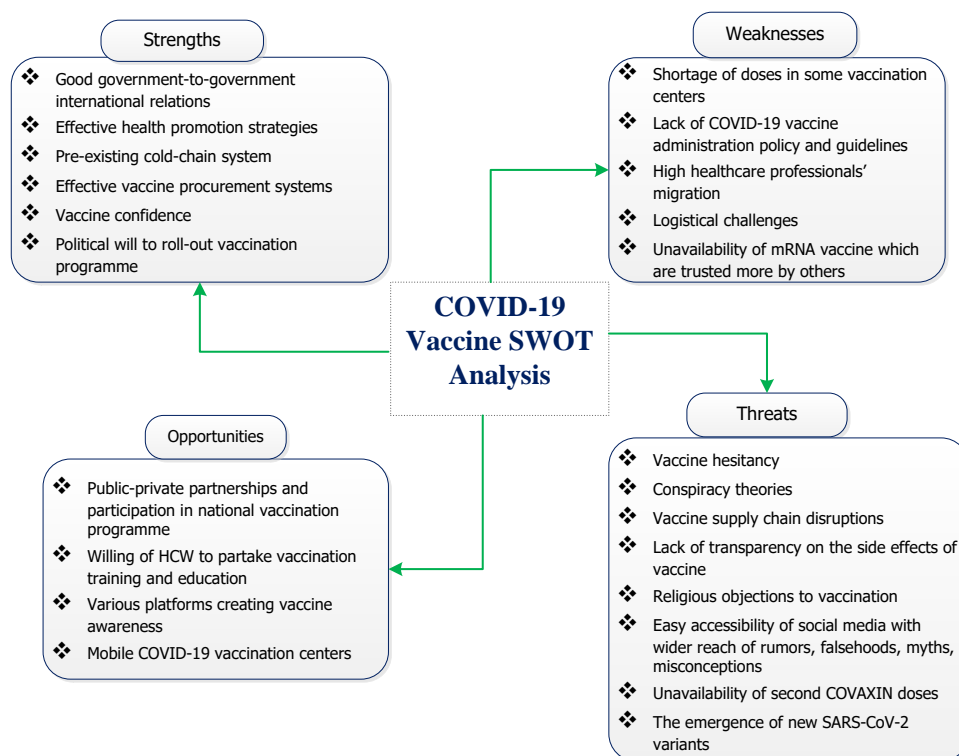 Strengths
❖ Good government-to-government
international relations
❖ Effective health promotion strategies
❖ Pre-existing cold-chain system
❖ Effective vaccine procurement systems
❖ Vaccine confidence
❖ Political will to roll-out vaccination
programme
Weaknesses
❖ Shortage of doses in some vaccination
centers
❖ Lack of COVID-19 vaccine
administration policy and guidelines
❖ High healthcare professionals’
migration
❖ Logistical challenges
❖ Unavailability of mRNA vaccine which
are trusted more by others
COVID-19
Vaccine SWOT
Analysis
Opportunities
❖ Public-private partnerships and
participation in national vaccination
programme
❖ Willing of HCW to partake vaccination
training and education
❖ Various platforms creating vaccine
awareness
❖ Mobile COVID-19 vaccination centers
Threats
❖ Vaccine hesitancy
❖ Conspiracy theories
❖ Vaccine supply chain disruptions
❖ Lack of transparency on the side effects of
vaccine
❖ Religious objections to vaccination
❖ Easy accessibility of social media with
wider reach of rumors, falsehoods, myths,
misconceptions
❖ Unavailability of second COVAXIN doses
❖ The emergence of new SARS-CoV-2
variants